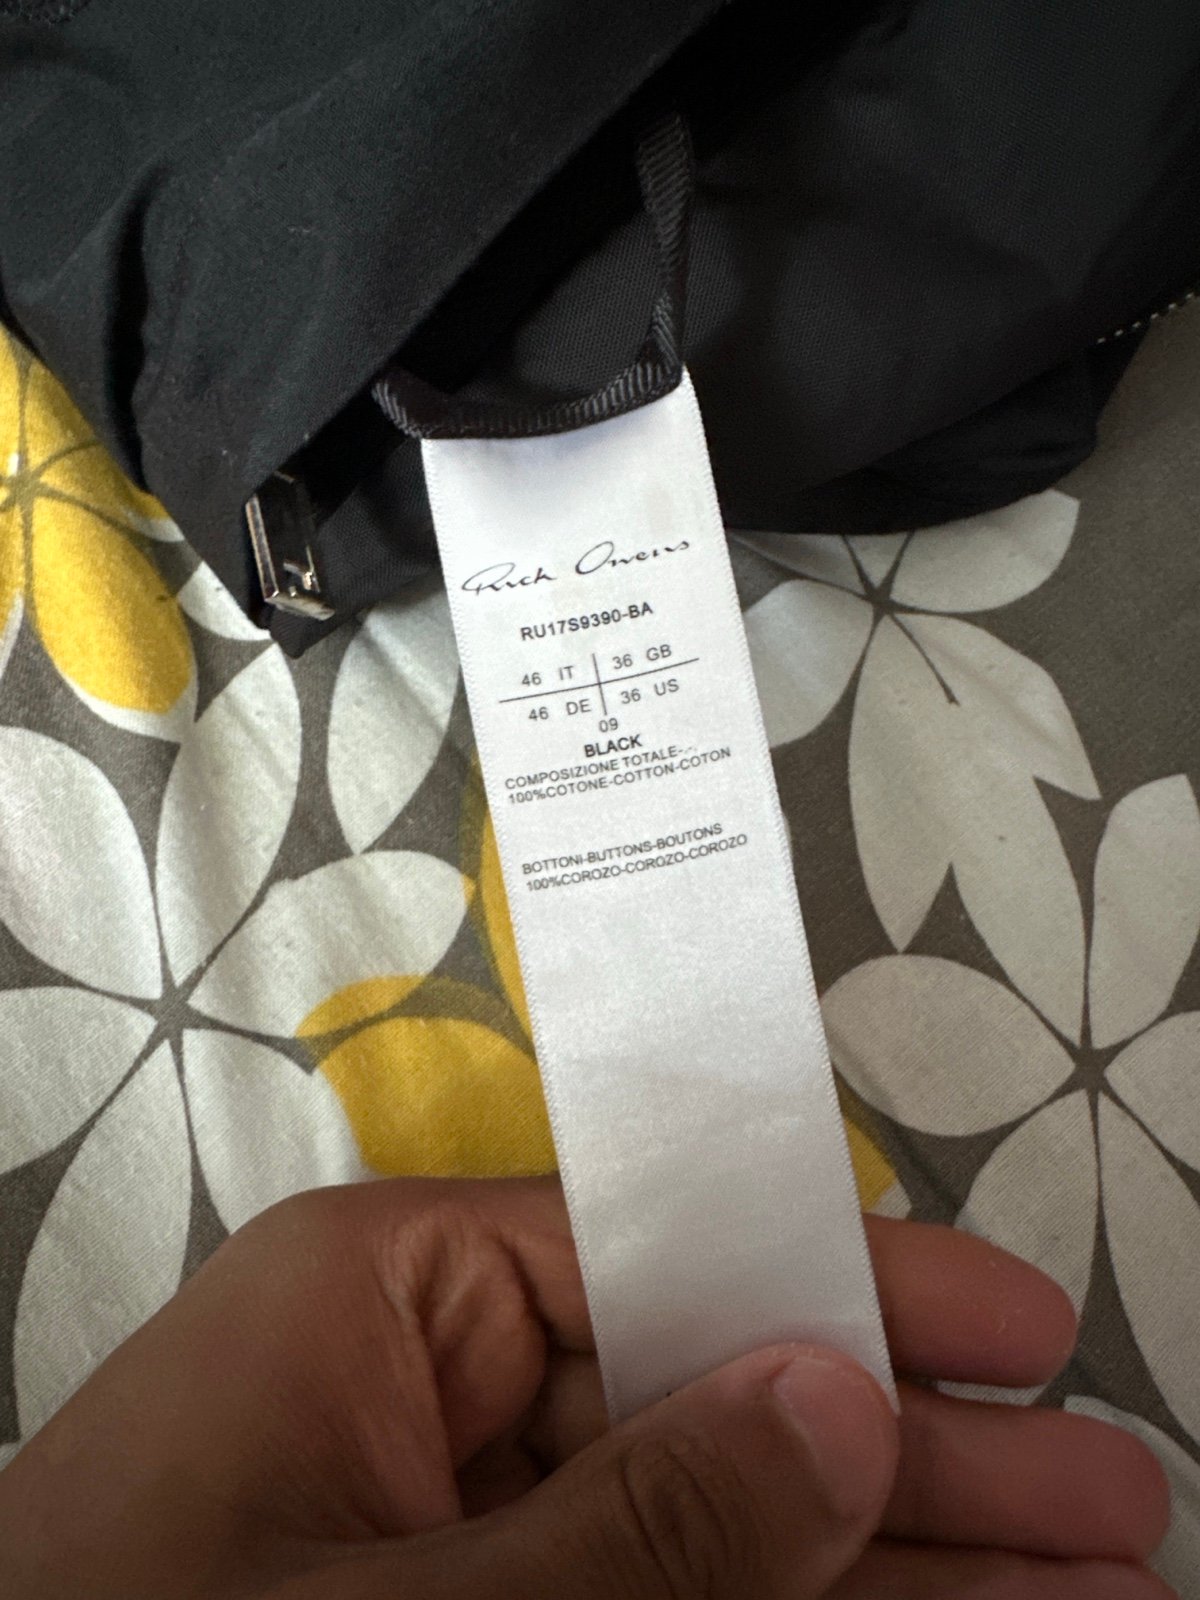 Rick Owens
RU17S9390-BA
46 IT 36 GB
46 DE 36 US
09
BLACK
COMPOSIZIONE TOTALE-..
100%COTONE-COTTON-COTON
BOTTONI-BUTTONS-BOUTONS
100%COROZO-COROZO-COROZO